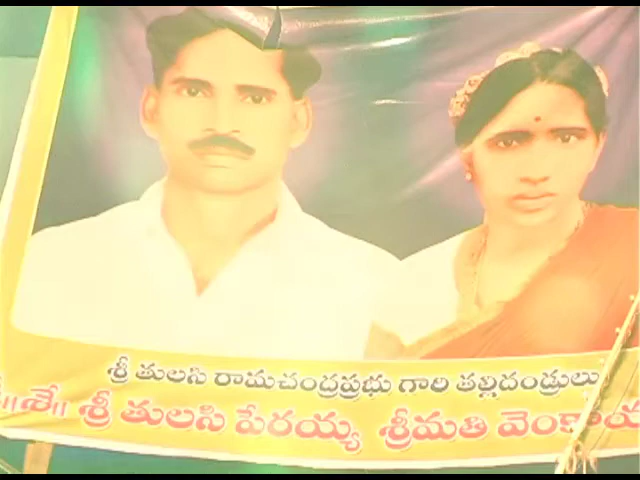 శ్రీ తులసి రామచంద్రప్రభు గారి తల్లిదండ్రులు
శ్రీ తులసి పేరయ్య శ్రీమతి